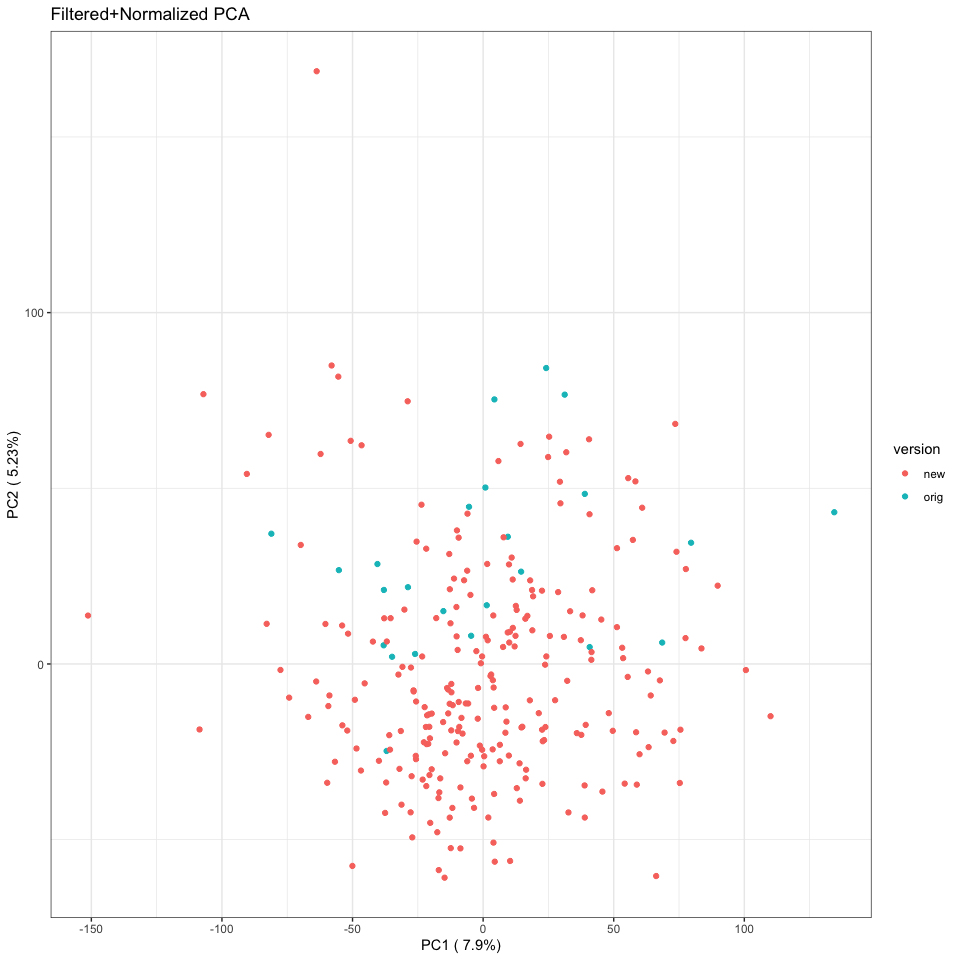 Filtered+Normalized PCA
100
0
PC2 ( 5.23%)
-150
-100
-50
0
50
100
PC1 ( 7.9%)
version
new
orig